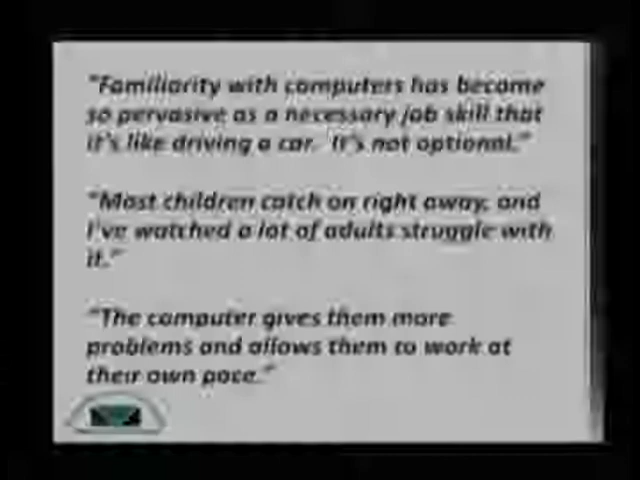 "Familiarity with computers has become
so pervasive as a necessary job skill that
it's like driving a car. It's not optional."
"Most children catch on right away, and
I've watched a lot of adults struggle with
it."
"The computer gives them more
problems and allows them to work at
their own pace."